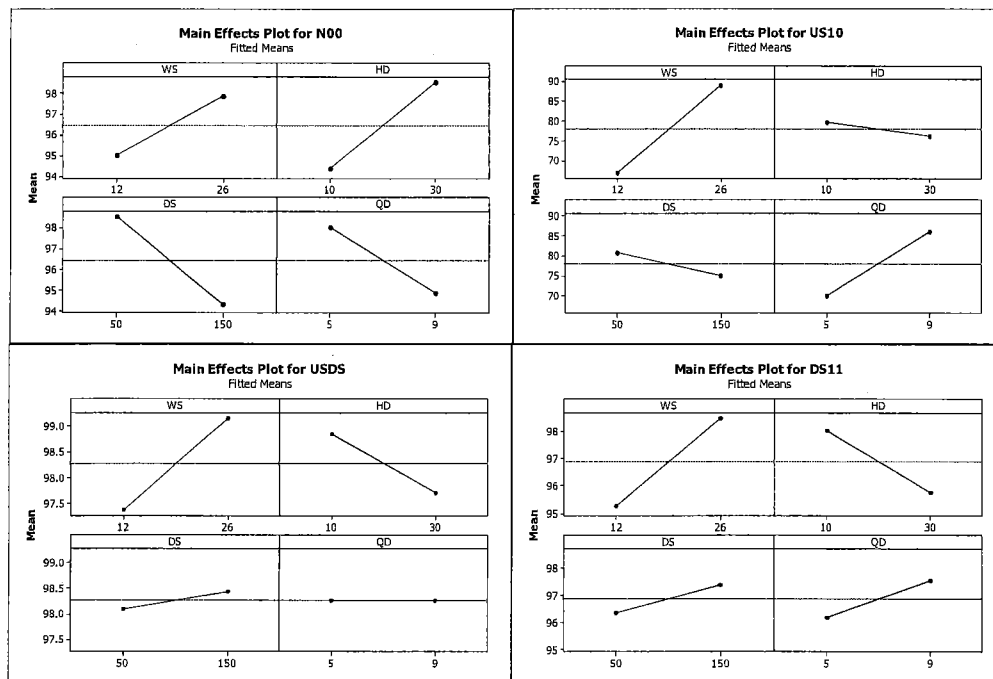 Main Effects Plot for N00
Fitted Means
WS HD
98
97
96
95
94
12 26 10 30
DS QD
98
97
96
95
94
50 150 5 9
Mean
Main Effects Plot for US10
Fitted Means
WS HD
90
85
80
75
70
12 26 10 30
DS QD
90
85
80
75
70
50 150 5 9
Mean
Main Effects Plot for USDS
Fitted Means
WS HD
99.0
98.5
98.0
97.5
12 26 10 30
DS QD
99.0
98.5
98.0
97.5
50 150 5 9
Mean
Main Effects Plot for DS11
Fitted Means
WS HD
98
97
96
95
12 26 10 30
DS QD
98
97
96
95
50 150 5 9
Mean